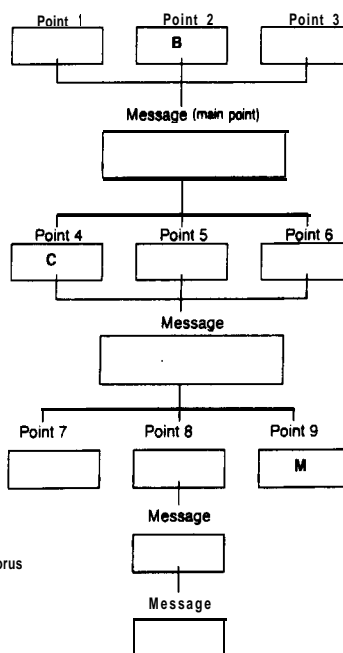 Point 1 Point 2 Point 3
B
Message (main point)
Point 4 Point 5 Point 6
C
Message
Point 7 Point 8 Point 9
M
Message
orus
Message